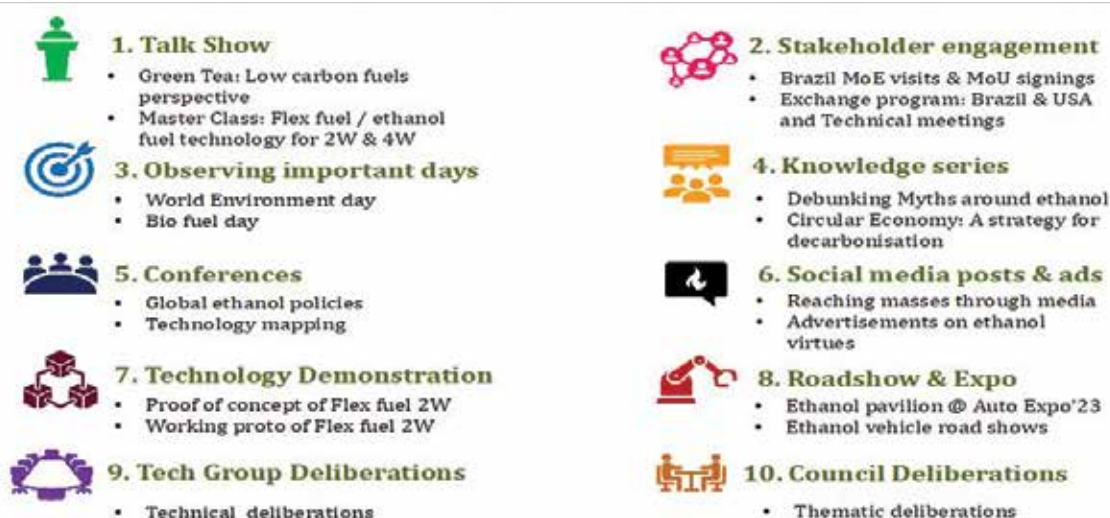 1. Talk Show
• Green Tea: Low carbon fuels
perspective
• Master Class: Flex fuel / ethanol
fuel technology for 2W & 4W
2. Stakeholder engagement
• Brazil MoE visits & MoU signings
• Exchange program: Brazil & USA
and Technical meetings
3. Observing important days
• World Environment day
• Bio fuel day
4. Knowledge series
• Debunking Myths around ethanol
• Circular Economy: A strategy for
decarbonisation
5. Conferences
• Global ethanol policies
• Technology mapping
6. Social media posts & ads
• Reaching masses through media
• Advertisements on ethanol
virtues
7. Technology Demonstration
• Proof of concept of Flex fuel 2W
• Working proto of Flex fuel 2W
8. Roadshow & Expo
• Ethanol pavilion @ Auto Expo'23
• Ethanol vehicle road shows
9. Tech Group Deliberations
• Technical deliberations
10. Council Deliberations
• Thematic deliberations